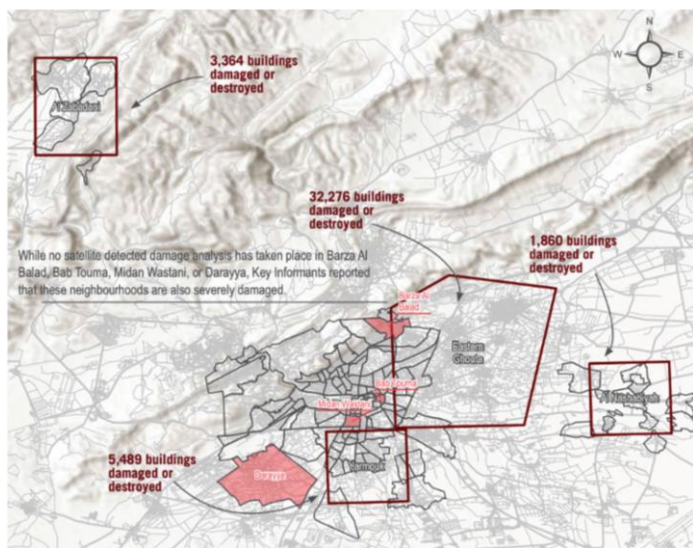 N
W E
S
3,364 buildings
damaged or
destroyed
Al Zabadani
32,276 buildings
damaged or
destroyed
1,860 buildings
damaged or
destroyed
While no satellite detected damage analysis has taken place in Barza Al
Balad, Bab Touma, Midan Wastani, or Darayya, Key Informants reported
that these neighbourhoods are also severely damaged.
Barza Al
Balad
Eastern
Ghouta
Bab Touma
Midan Wastani
Yarmouk
Darayya
5,489 buildings
damaged or
destroyed